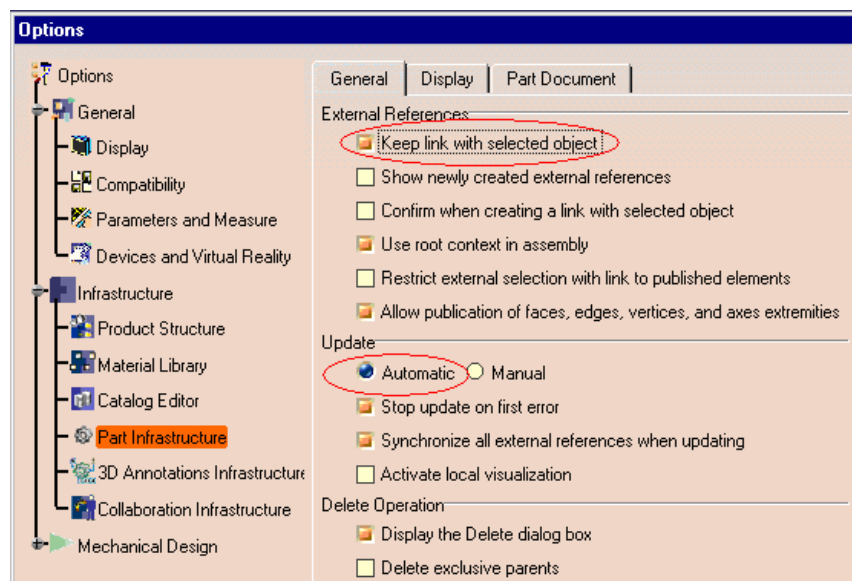 Options
Options
General
Display
Compatibility
Parameters and Measure
Devices and Virtual Reality
Infrastructure
Product Structure
Material Library
Catalog Editor
Part Infrastructure
3D Annotations Infrastructure
Collaboration Infrastructure
Mechanical Design
General Display Part Document
External References
Keep link with selected object
Show newly created external references
Confirm when creating a link with selected object
Use root context in assembly
Restrict external selection with link to published elements
Allow publication of faces, edges, vertices, and axes extremities
Update
Automatic Manual
Stop update on first error
Synchronize all external references when updating
Activate local visualization
Delete Operation
Display the Delete dialog box
Delete exclusive parents